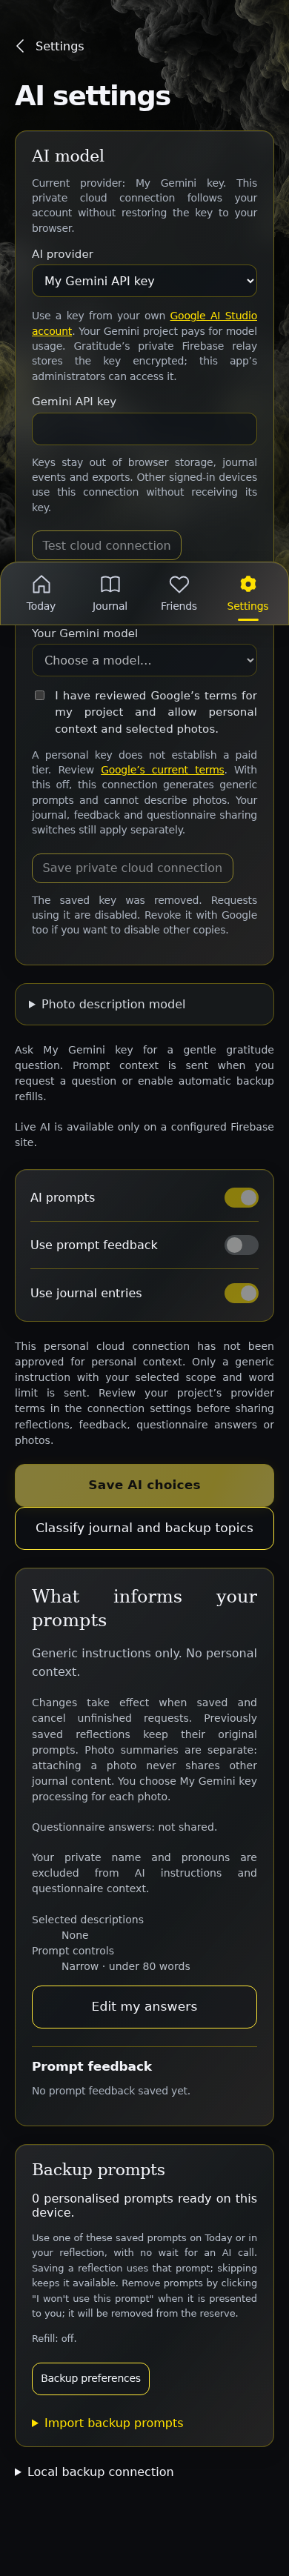 Settings
AI settings
AI model
Current provider: My Gemini key. This
private cloud connection follows your
account without restoring the key to your
browser.
AI provider
My Gemini API key
Use a key from your own Google AI Studio
account. Your Gemini project pays for model
usage. Gratitude's private Firebase relay
stores the key encrypted; this app's
administrators can access it.
Gemini API key
Keys stay out of browser storage, journal
events and exports. Other signed-in devices
use this connection without receiving its
key.
Test cloud connection
Today
Journal
Friends
Settings
Your Gemini model
Choose a model...
I have reviewed Google's terms for
my project and allow personal
context and selected photos.
A personal key does not establish a paid
tier. Review Google's current terms. With
this off, this connection generates generic
prompts and cannot describe photos. Your
journal, feedback and questionnaire sharing
switches still apply separately.
Save private cloud connection
The saved key was removed. Requests
using it are disabled. Revoke it with Google
too if you want to disable other copies.
Photo description model
Ask My Gemini key for a gentle gratitude
question. Prompt context is sent when you
request a question or enable automatic backup
refills.
Live AI is available only on a configured Firebase
site.
AI prompts
Use prompt feedback
Use journal entries
This personal cloud connection has not been
approved for personal context. Only a generic
instruction with your selected scope and word
limit is sent. Review your project's provider
terms in the connection settings before sharing
reflections, feedback, questionnaire answers or
photos.
Save AI choices
Classify journal and backup topics
What informs your
prompts
Generic instructions only. No personal
context.
Changes take effect when saved and
cancel unfinished requests. Previously
saved reflections keep their original
prompts. Photo summaries are separate:
attaching a photo never shares other
journal content. You choose My Gemini key
processing for each photo.
Questionnaire answers: not shared.
Your private name and pronouns are
excluded from AI instructions and
questionnaire context.
Selected descriptions
None
Prompt controls
Narrow · under 80 words
Edit my answers
Prompt feedback
No prompt feedback saved yet.
Backup prompts
0 personalised prompts ready on this
device.
Use one of these saved prompts on Today or in
your reflection, with no wait for an AI call.
Saving a reflection uses that prompt; skipping
keeps it available. Remove prompts by clicking
"I won't use this prompt" when it is presented
to you; it will be removed from the reserve.
Refill: off.
Backup preferences
Import backup prompts
Local backup connection